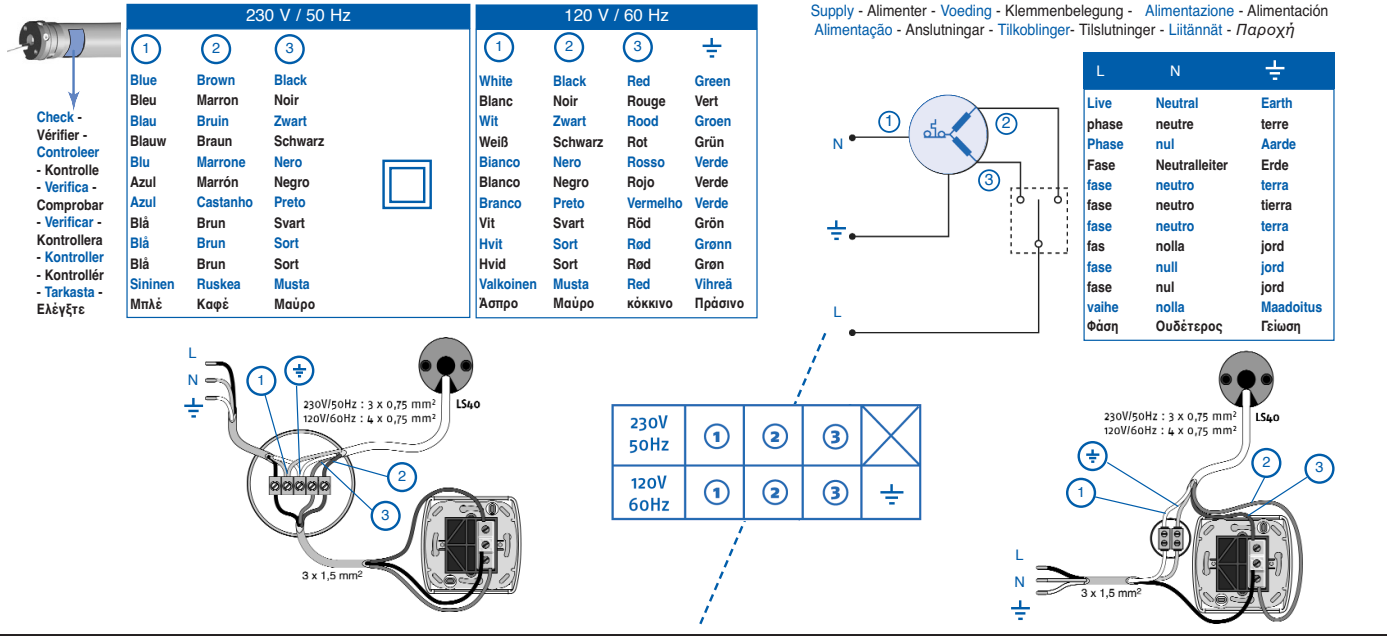 230 V / 50 Hz
1 2 3
Blue Brown Black
Bleu Marron Noir
Blau Bruin Zwart
Blauw Braun Schwarz
Blu Marrone Nero
Azul Marrón Negro
Azul Castanho Preto
Blå Brun Svart
Blå Brun Sort
Blå Brun Sort
Sininen Ruskea Musta
Μπλέ Καφέ Μαύρο
120 V / 60 Hz
1 2 3
White Black Red Green
Blanc Noir Rouge Vert
Wit Zwart Rood Groen
Weiß Schwarz Rot Grün
Bianco Nero Rosso Verde
Blanco Negro Rojo Verde
Branco Preto Vermelho Verde
Vit Svart Röd Grön
Hvit Sort Rød Grønn
Hvid Sort Rød Grøn
Valkoinen Musta Red Vihreä
Άσπρο Μαύρο κόκκινο Πράσινο
Check -
Vérifier -
Controleer
- Kontrolle
- Verifica -
Comprobar
- Verificar -
Kontrollera
- Kontroller
- Kontrollér
- Tarkasta -
Ελέγξτε
Supply - Alimenter - Voeding - Klemmenbelegung - Alimentazione - Alimentación
Alimentação - Anslutningar - Tilkoblinger- Tilslutninger - Liitännät - Παροχή
N
1
2
3
L
L N
Live Neutral Earth
phase neutre terre
Phase nul Aarde
Fase Neutralleiter Erde
fase neutro terra
fase neutro tierra
fase neutro terra
fas nolla jord
fase null jord
fase nul jord
vaihe nolla Maadoitus
Φάση Ουδέτερος Γείωση
L
N
1
230V/50Hz : 3 x 0,75 mm²
120V/60Hz : 4 x 0,75 mm²
LS40
2
3
3 x 1,5 mm²
230V
50Hz
1 2 3
120V
60Hz
1 2 3
230V/50Hz : 3 x 0,75 mm²
120V/60Hz : 4 x 0,75 mm²
LS40
1
2
3
L
N
3 x 1,5 mm²